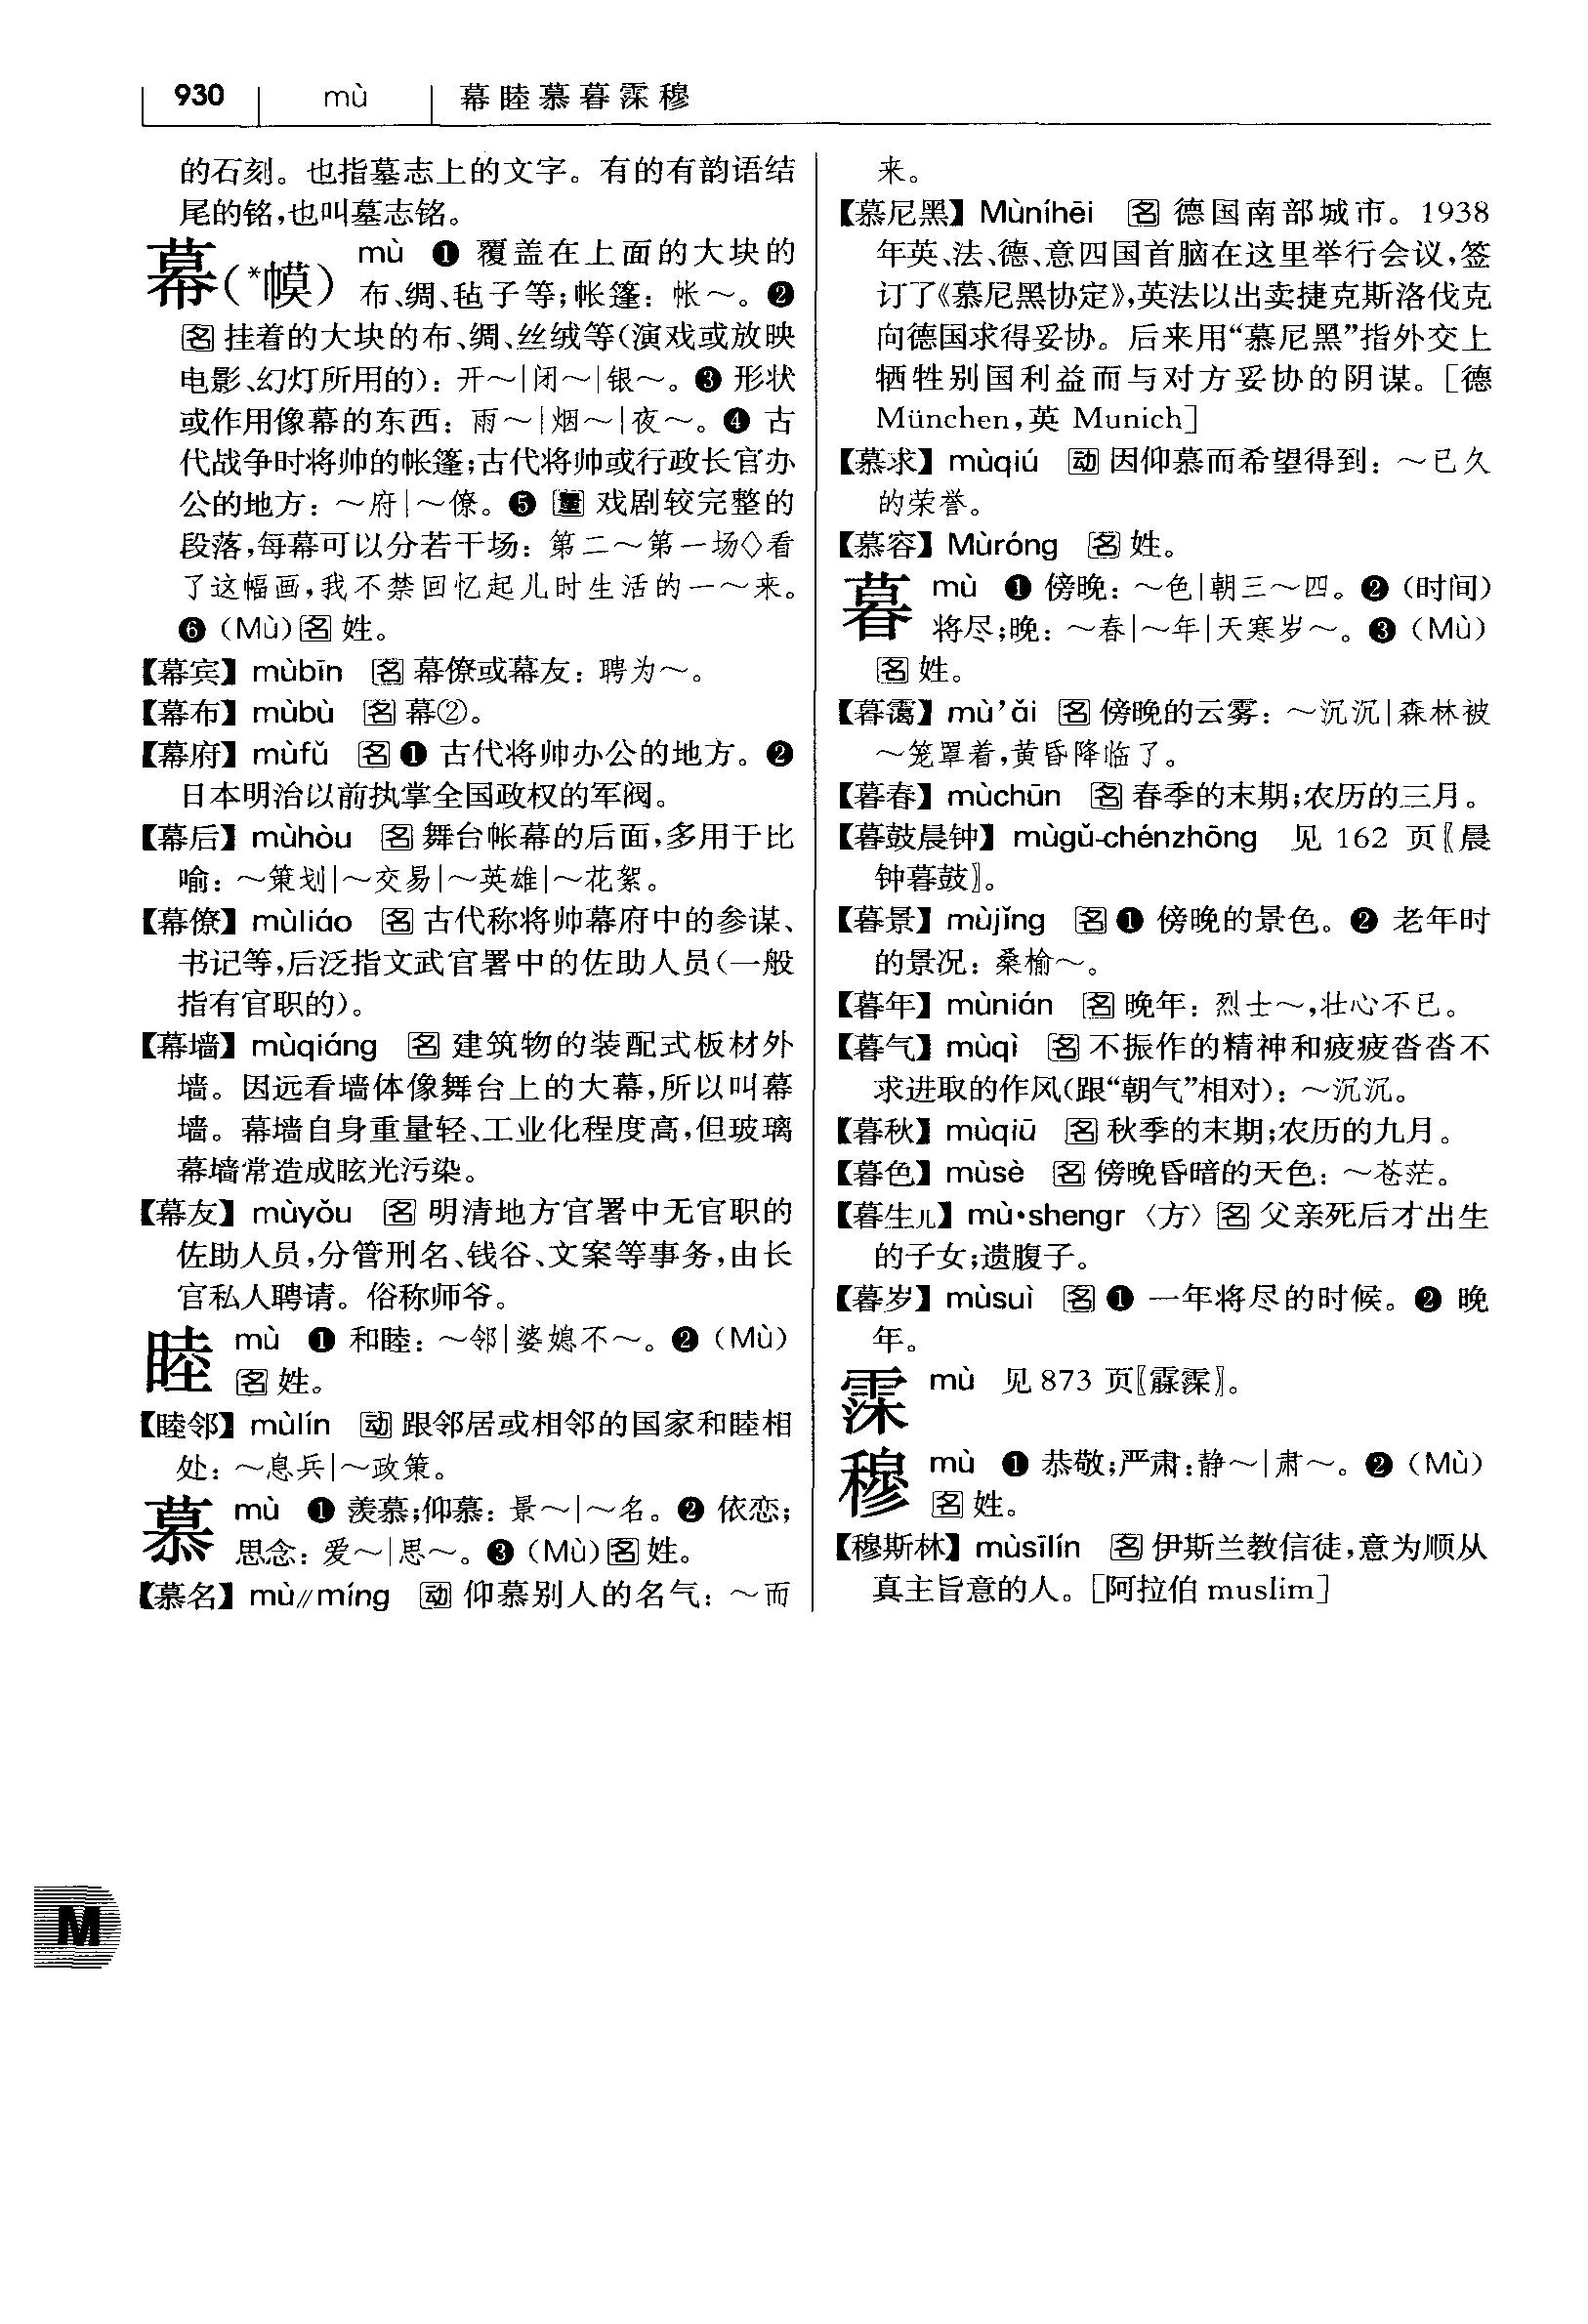 930 mù 幕睦慕暮霂穆
的石刻。也指墓志上的文字。有的有韵语结
尾的铭,也叫墓志铭。
幕(*幙) mù ❶ 覆盖在上面的大块的
布、绸、毡子等;帐篷：帐～。❷
名 挂着的大块的布、绸、丝绒等(演戏或放映
电影、幻灯所用的)：开～|闭～|银～。❸ 形状
或作用像幕的东西：雨～|烟～|夜～。❹ 古
代战争时将帅的帐篷;古代将帅或行政长官办
公的地方：～府|～僚。❺ 量 戏剧较完整的
段落,每幕可以分若干场：第二～第一场◇看
了这幅画,我不禁回忆起儿时生活的一～来。
❻ (Mù)名 姓。
【幕宾】mùbīn 名 幕僚或幕友：聘为～。
【幕布】mùbù 名 幕②。
【幕府】mùfǔ 名 ❶ 古代将帅办公的地方。❷
日本明治以前执掌全国政权的军阀。
【幕后】mùhòu 名 舞台帐幕的后面,多用于比
喻：～策划|～交易|～英雄|～花絮。
【幕僚】mùliáo 名 古代称将帅幕府中的参谋、
书记等,后泛指文武官署中的佐助人员(一般
指有官职的)。
【幕墙】mùqiáng 名 建筑物的装配式板材外
墙。因远看墙体像舞台上的大幕,所以叫幕
墙。幕墙自身重量轻、工业化程度高,但玻璃
幕墙常造成眩光污染。
【幕友】mùyǒu 名 明清地方官署中无官职的
佐助人员,分管刑名、钱谷、文案等事务,由长
官私人聘请。俗称师爷。
睦 mù ❶ 和睦：～邻|婆媳不～。❷ (Mù)
名 姓。
【睦邻】mùlín 动 跟邻居或相邻的国家和睦相
处：～息兵|～政策。
慕 mù ❶ 羡慕;仰慕：景～|～名。❷ 依恋;
思念：爱～|思～。❸ (Mù)名 姓。
【慕名】mù//míng 动 仰慕别人的名气：～而
来。
【慕尼黑】Mùníhēi 名 德国南部城市。1938
年英、法、德、意四国首脑在这里举行会议,签
订了《慕尼黑协定》,英法以出卖捷克斯洛伐克
向德国求得妥协。后来用“慕尼黑”指外交上
牺牲别国利益而与对方妥协的阴谋。[德
München,英 Munich]
【慕求】mùqiú 动 因仰慕而希望得到：～已久
的荣誉。
【慕容】Mùróng 名 姓。
暮 mù ❶ 傍晚：～色|朝三～四。❷ (时间)
将尽;晚：～春|～年|天寒岁～。❸ (Mù)
名 姓。
【暮霭】mù'ǎi 名 傍晚的云雾：～沉沉|森林被
～笼罩着,黄昏降临了。
【暮春】mùchūn 名 春季的末期;农历的三月。
【暮鼓晨钟】mùgǔ-chénzhōng 见 162 页〖晨
钟暮鼓〗。
【暮景】mùjǐng 名 ❶ 傍晚的景色。❷ 老年时
的景况：桑榆～。
【暮年】mùnián 名 晚年：烈士～,壮心不已。
【暮气】mùqì 名 不振作的精神和疲疲沓沓不
求进取的作风(跟“朝气”相对)：～沉沉。
【暮秋】mùqiū 名 秋季的末期;农历的九月。
【暮色】mùsè 名 傍晚昏暗的天色：～苍茫。
【暮生儿】mù•shengr〈方〉名 父亲死后才出生
的子女;遗腹子。
【暮岁】mùsuì 名 ❶ 一年将尽的时候。❷ 晚
年。
霂 mù 见 873 页〖霡霂〗。
穆 mù ❶ 恭敬;严肃：静～|肃～。❷ (Mù)
名 姓。
【穆斯林】mùsīlín 名 伊斯兰教信徒,意为顺从
真主旨意的人。[阿拉伯 muslim]
M